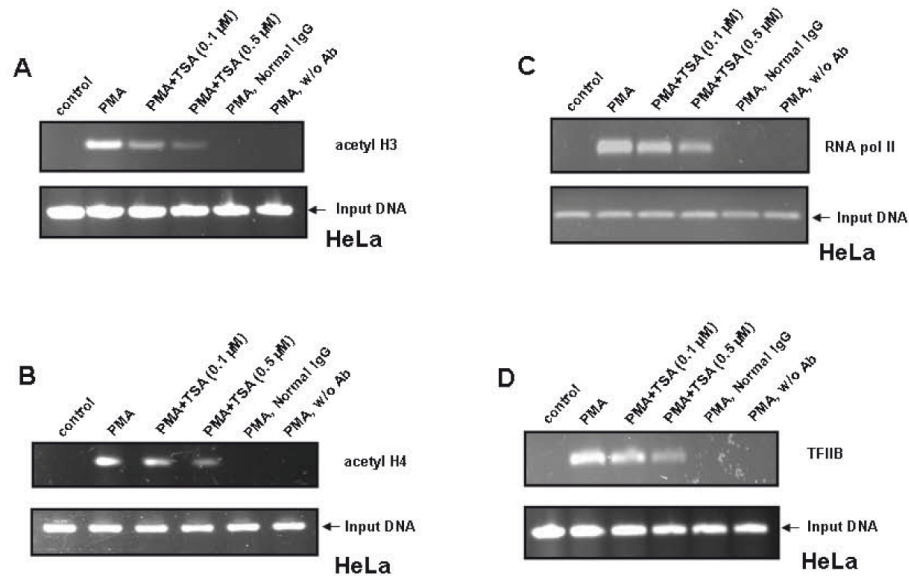 A
control
PMA
PMA+TSA (0.1 µM)
PMA+TSA (0.5 µM)
PMA, Normal IgG
PMA, w/o Ab
acetyl H3
Input DNA
HeLa
C
control
PMA
PMA+TSA (0.1 µM)
PMA+TSA (0.5 µM)
PMA, Normal IgG
PMA, w/o Ab
RNA pol II
Input DNA
HeLa
B
control
PMA
PMA+TSA (0.1 µM)
PMA+TSA (0.5 µM)
PMA, Normal IgG
PMA, w/o Ab
acetyl H4
Input DNA
HeLa
D
control
PMA
PMA+TSA (0.1 µM)
PMA+TSA (0.5 µM)
PMA, Normal IgG
PMA, w/o Ab
TFIIB
Input DNA
HeLa